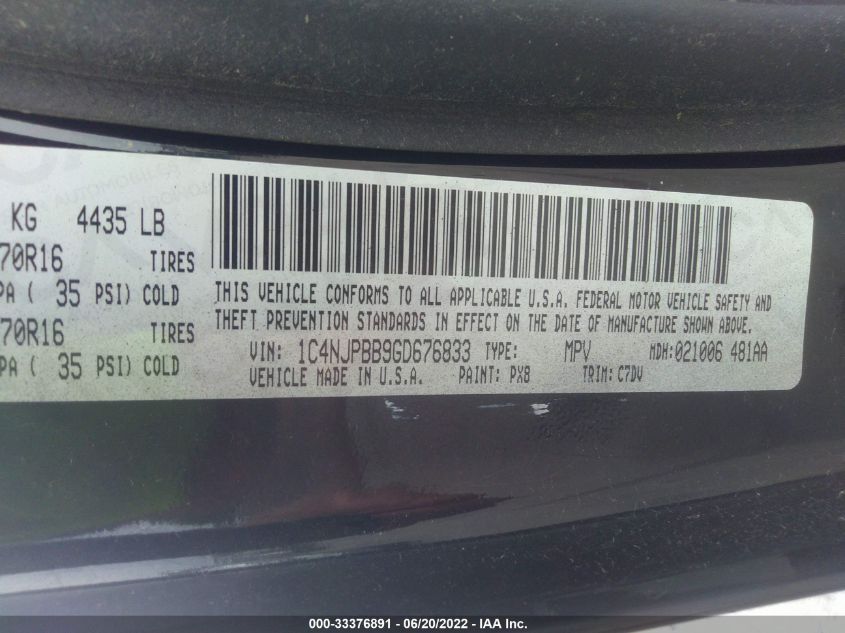 KG 4435 LB
70R16 TIRES
PA ( 35 PSI) COLD
70R16 TIRES
PA ( 35 PSI) COLD
THIS VEHICLE CONFORMS TO ALL APPLICABLE U.S.A. FEDERAL MOTOR VEHICLE SAFETY AND
THEFT PREVENTION STANDARDS IN EFFECT ON THE DATE OF MANUFACTURE SHOWN ABOVE.
VIN: 1C4NJPBB9GD676833 TYPE: MPV MDH:021006 481AA
VEHICLE MADE IN U.S.A. PAINT: PX8 TRIM: C7DV
000-33376891 - 06/20/2022 - IAA Inc.